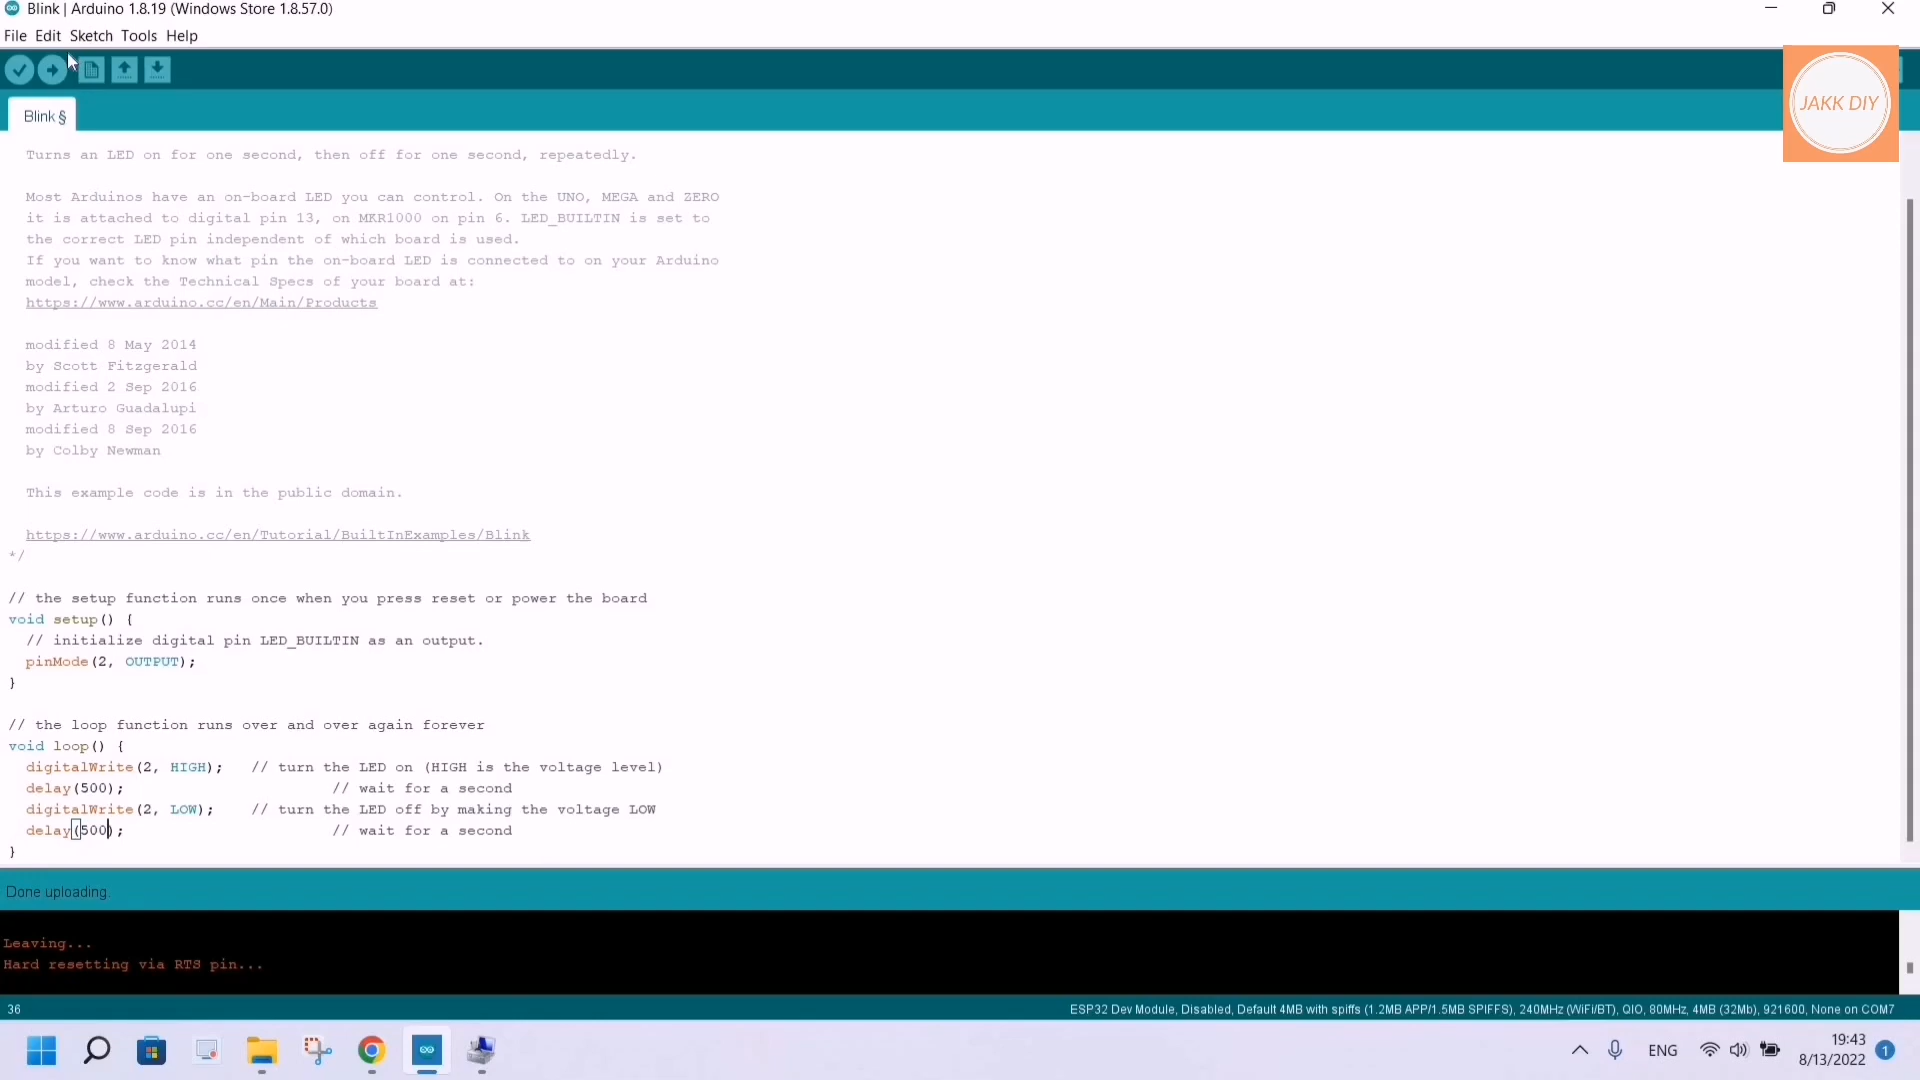 Blink | Arduino 1.8.19 (Windows Store 1.8.57.0)
File Edit Sketch Tools Help
JAKK DIY
Blink §
Turns an LED on for one second, then off for one second, repeatedly.
Most Arduinos have an on-board LED you can control. On the UNO, MEGA and ZERO
it is attached to digital pin 13, on MKR1000 on pin 6. LED_BUILTIN is set to
the correct LED pin independent of which board is used.
If you want to know what pin the on-board LED is connected to on your Arduino
model, check the Technical Specs of your board at:
https://www.arduino.cc/en/Main/Products
modified 8 May 2014
by Scott Fitzgerald
modified 2 Sep 2016
by Arturo Guadalupi
modified 8 Sep 2016
by Colby Newman
This example code is in the public domain.
https://www.arduino.cc/en/Tutorial/BuiltInExamples/Blink
*/
// the setup function runs once when you press reset or power the board
void setup() {
// initialize digital pin LED_BUILTIN as an output.
pinMode(2, OUTPUT);
}
// the loop function runs over and over again forever
void loop() {
digitalWrite(2, HIGH); // turn the LED on (HIGH is the voltage level)
delay(500); // wait for a second
digitalWrite(2, LOW); // turn the LED off by making the voltage LOW
delay(500); // wait for a second
}
Done uploading.
Leaving...
Hard resetting via RTS pin...
36
ESP32 Dev Module, Disabled, Default 4MB with spiffs (1.2MB APP/1.5MB SPIFFS), 240MHz (WiFi/BT), QIO, 80MHz, 4MB (32Mb), 921600, None on COM7
ENG
19:43
8/13/2022
1